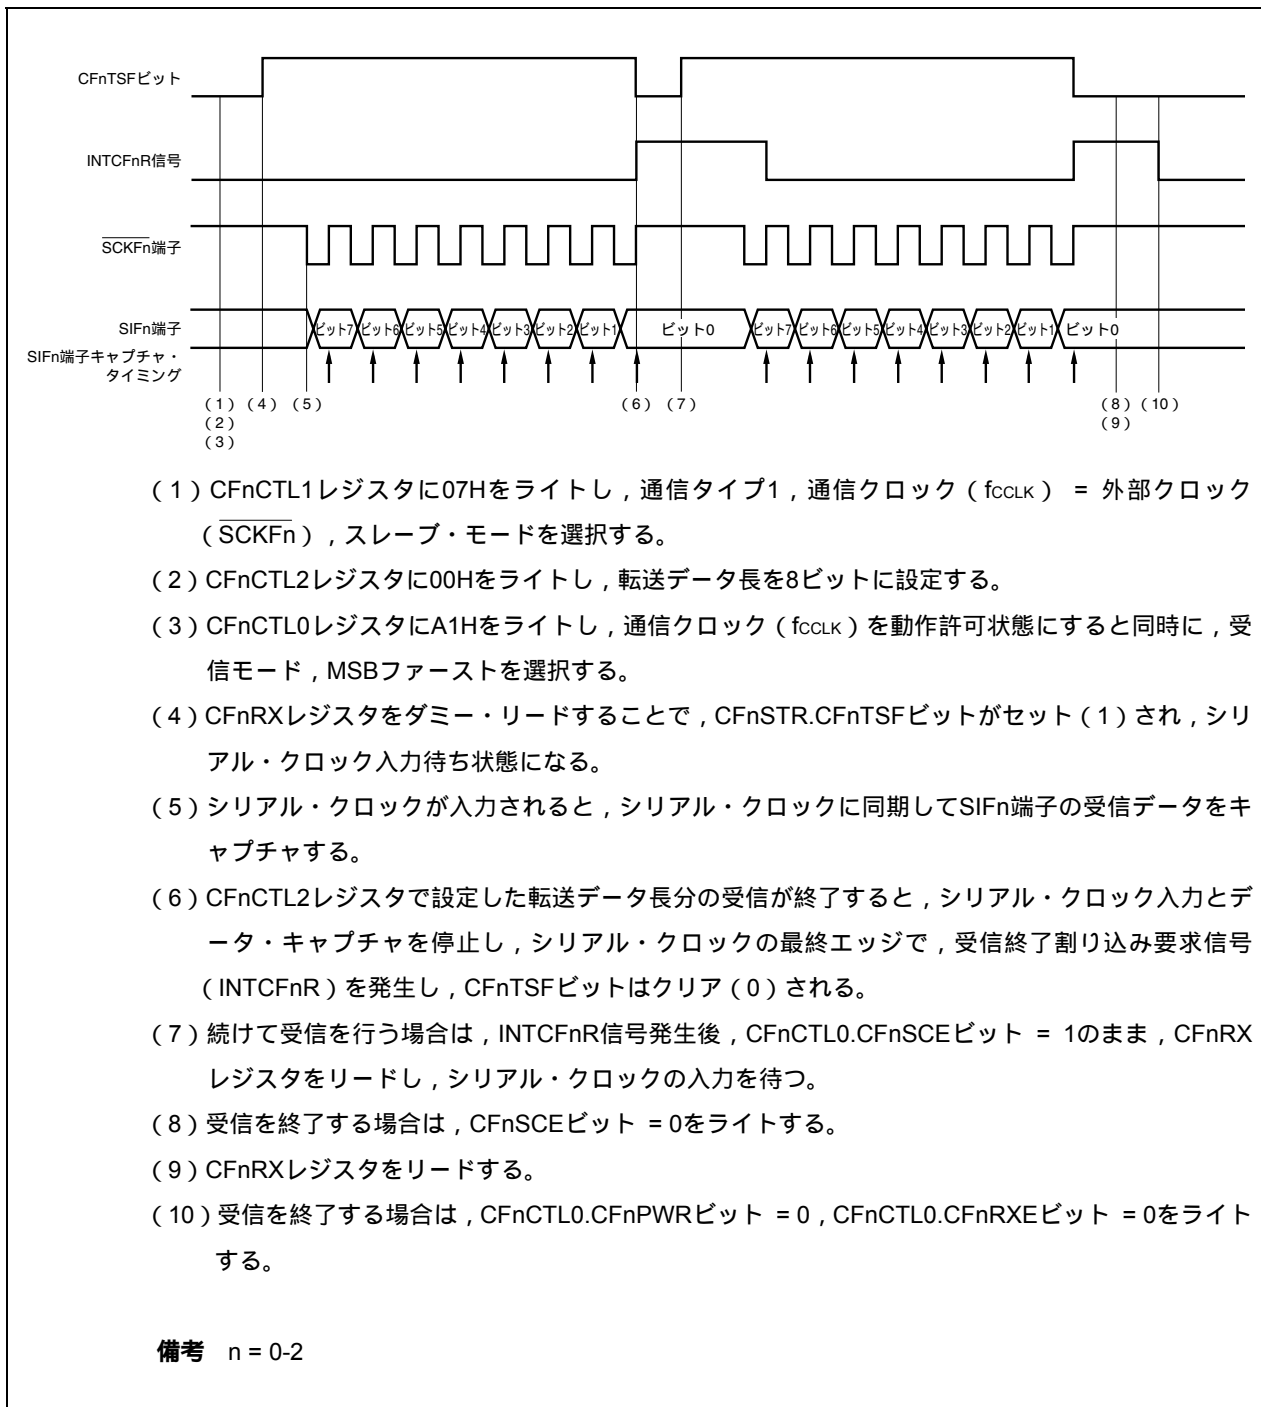 CFnTSFビット
INTCFnR信号
SCKFn端子
SIFn端子
ビット7 ビット6 ビット5 ビット4 ビット3 ビット2 ビット1 ビット0 ビット7 ビット6 ビット5 ビット4 ビット3 ビット2 ビット1 ビット0
SIFn端子キャプチャ・
タイミング
（1）（4）（5）（6）（7）（8）（10）
（2）（9）
（3）
（1）CFnCTL1レジスタに07Hをライトし，通信タイプ1，通信クロック（fCCLK） = 外部クロック
（SCKFn），スレーブ・モードを選択する。
（2）CFnCTL2レジスタに00Hをライトし，転送データ長を8ビットに設定する。
（3）CFnCTL0レジスタにA1Hをライトし，通信クロック（fCCLK）を動作許可状態にすると同時に，受
信モード，MSBファーストを選択する。
（4）CFnRXレジスタをダミー・リードすることで，CFnSTR.CFnTSFビットがセット（1）され，シリ
アル・クロック入力待ち状態になる。
（5）シリアル・クロックが入力されると，シリアル・クロックに同期してSIFn端子の受信データをキ
ャプチャする。
（6）CFnCTL2レジスタで設定した転送データ長分の受信が終了すると，シリアル・クロック入力とデ
ータ・キャプチャを停止し，シリアル・クロックの最終エッジで，受信終了割り込み要求信号
（INTCFnR）を発生し，CFnTSFビットはクリア（0）される。
（7）続けて受信を行う場合は，INTCFnR信号発生後，CFnCTL0.CFnSCEビット = 1のまま，CFnRX
レジスタをリードし，シリアル・クロックの入力を待つ。
（8）受信を終了する場合は，CFnSCEビット = 0をライトする。
（9）CFnRXレジスタをリードする。
（10）受信を終了する場合は，CFnCTL0.CFnPWRビット = 0，CFnCTL0.CFnRXEビット = 0をライト
する。
備考 n = 0-2